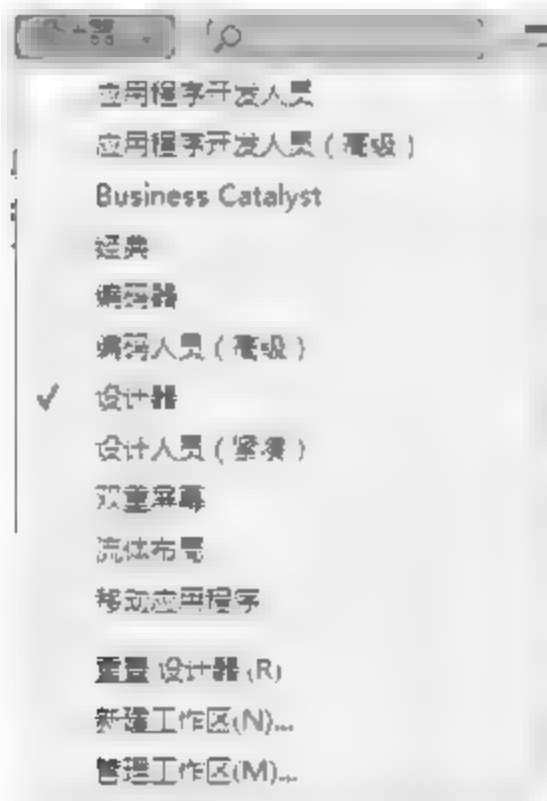 设计器
应用程序开发人员
应用程序开发人员（高级）
Business Catalyst
经典
编码器
编码人员（高级）
设计器
设计人员（紧凑）
双重屏幕
流体布局
移动应用程序
重置 设计器(R)
新建工作区(N)...
管理工作区(M)...